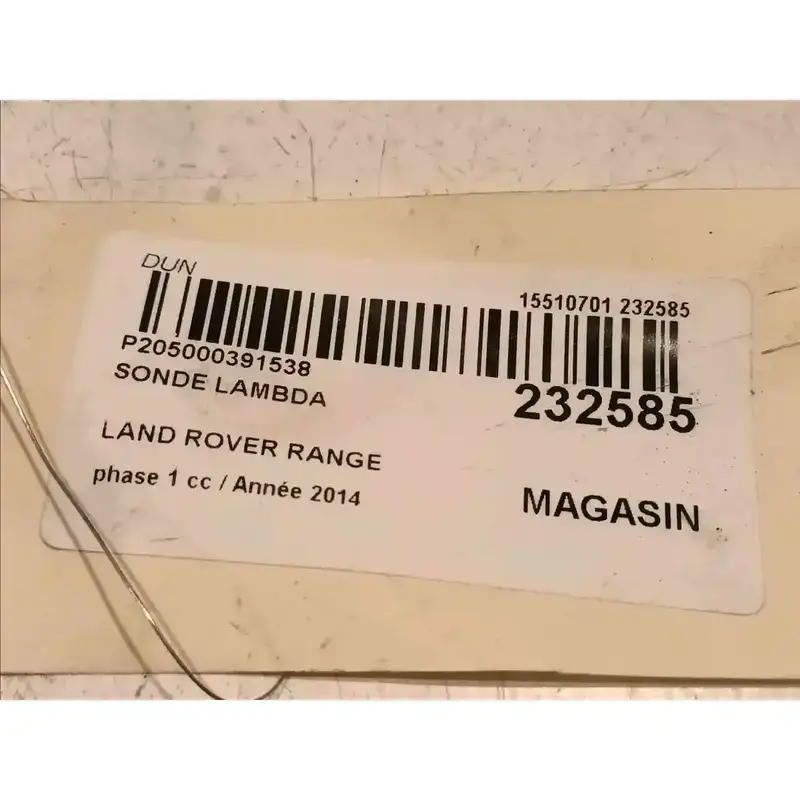 DUN
15510701 232585
P205000391538
SONDE LAMBDA
232585
LAND ROVER RANGE
phase 1 cc / Année 2014
MAGASIN